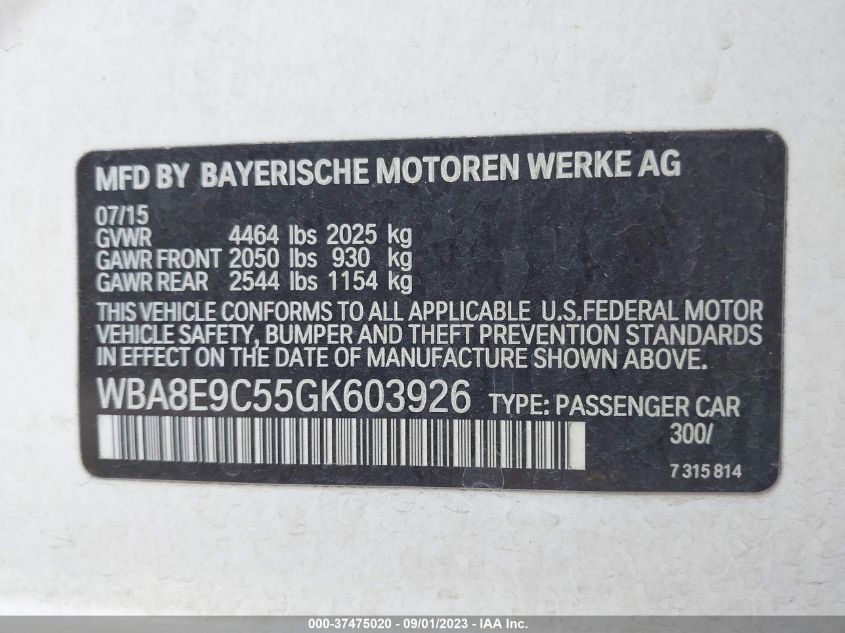 MFD BY BAYERISCHE MOTOREN WERKE AG
07/15
GVWR 4464 lbs 2025 kg
GAWR FRONT 2050 lbs 930 kg
GAWR REAR 2544 lbs 1154 kg
THIS VEHICLE CONFORMS TO ALL APPLICABLE U.S.FEDERAL MOTOR
VEHICLE SAFETY, BUMPER AND THEFT PREVENTION STANDARDS
IN EFFECT ON THE DATE OF MANUFACTURE SHOWN ABOVE.
WBA8E9C55GK603926 TYPE: PASSENGER CAR
300/
7 315 814
000-37475020 - 09/01/2023 - IAA Inc.